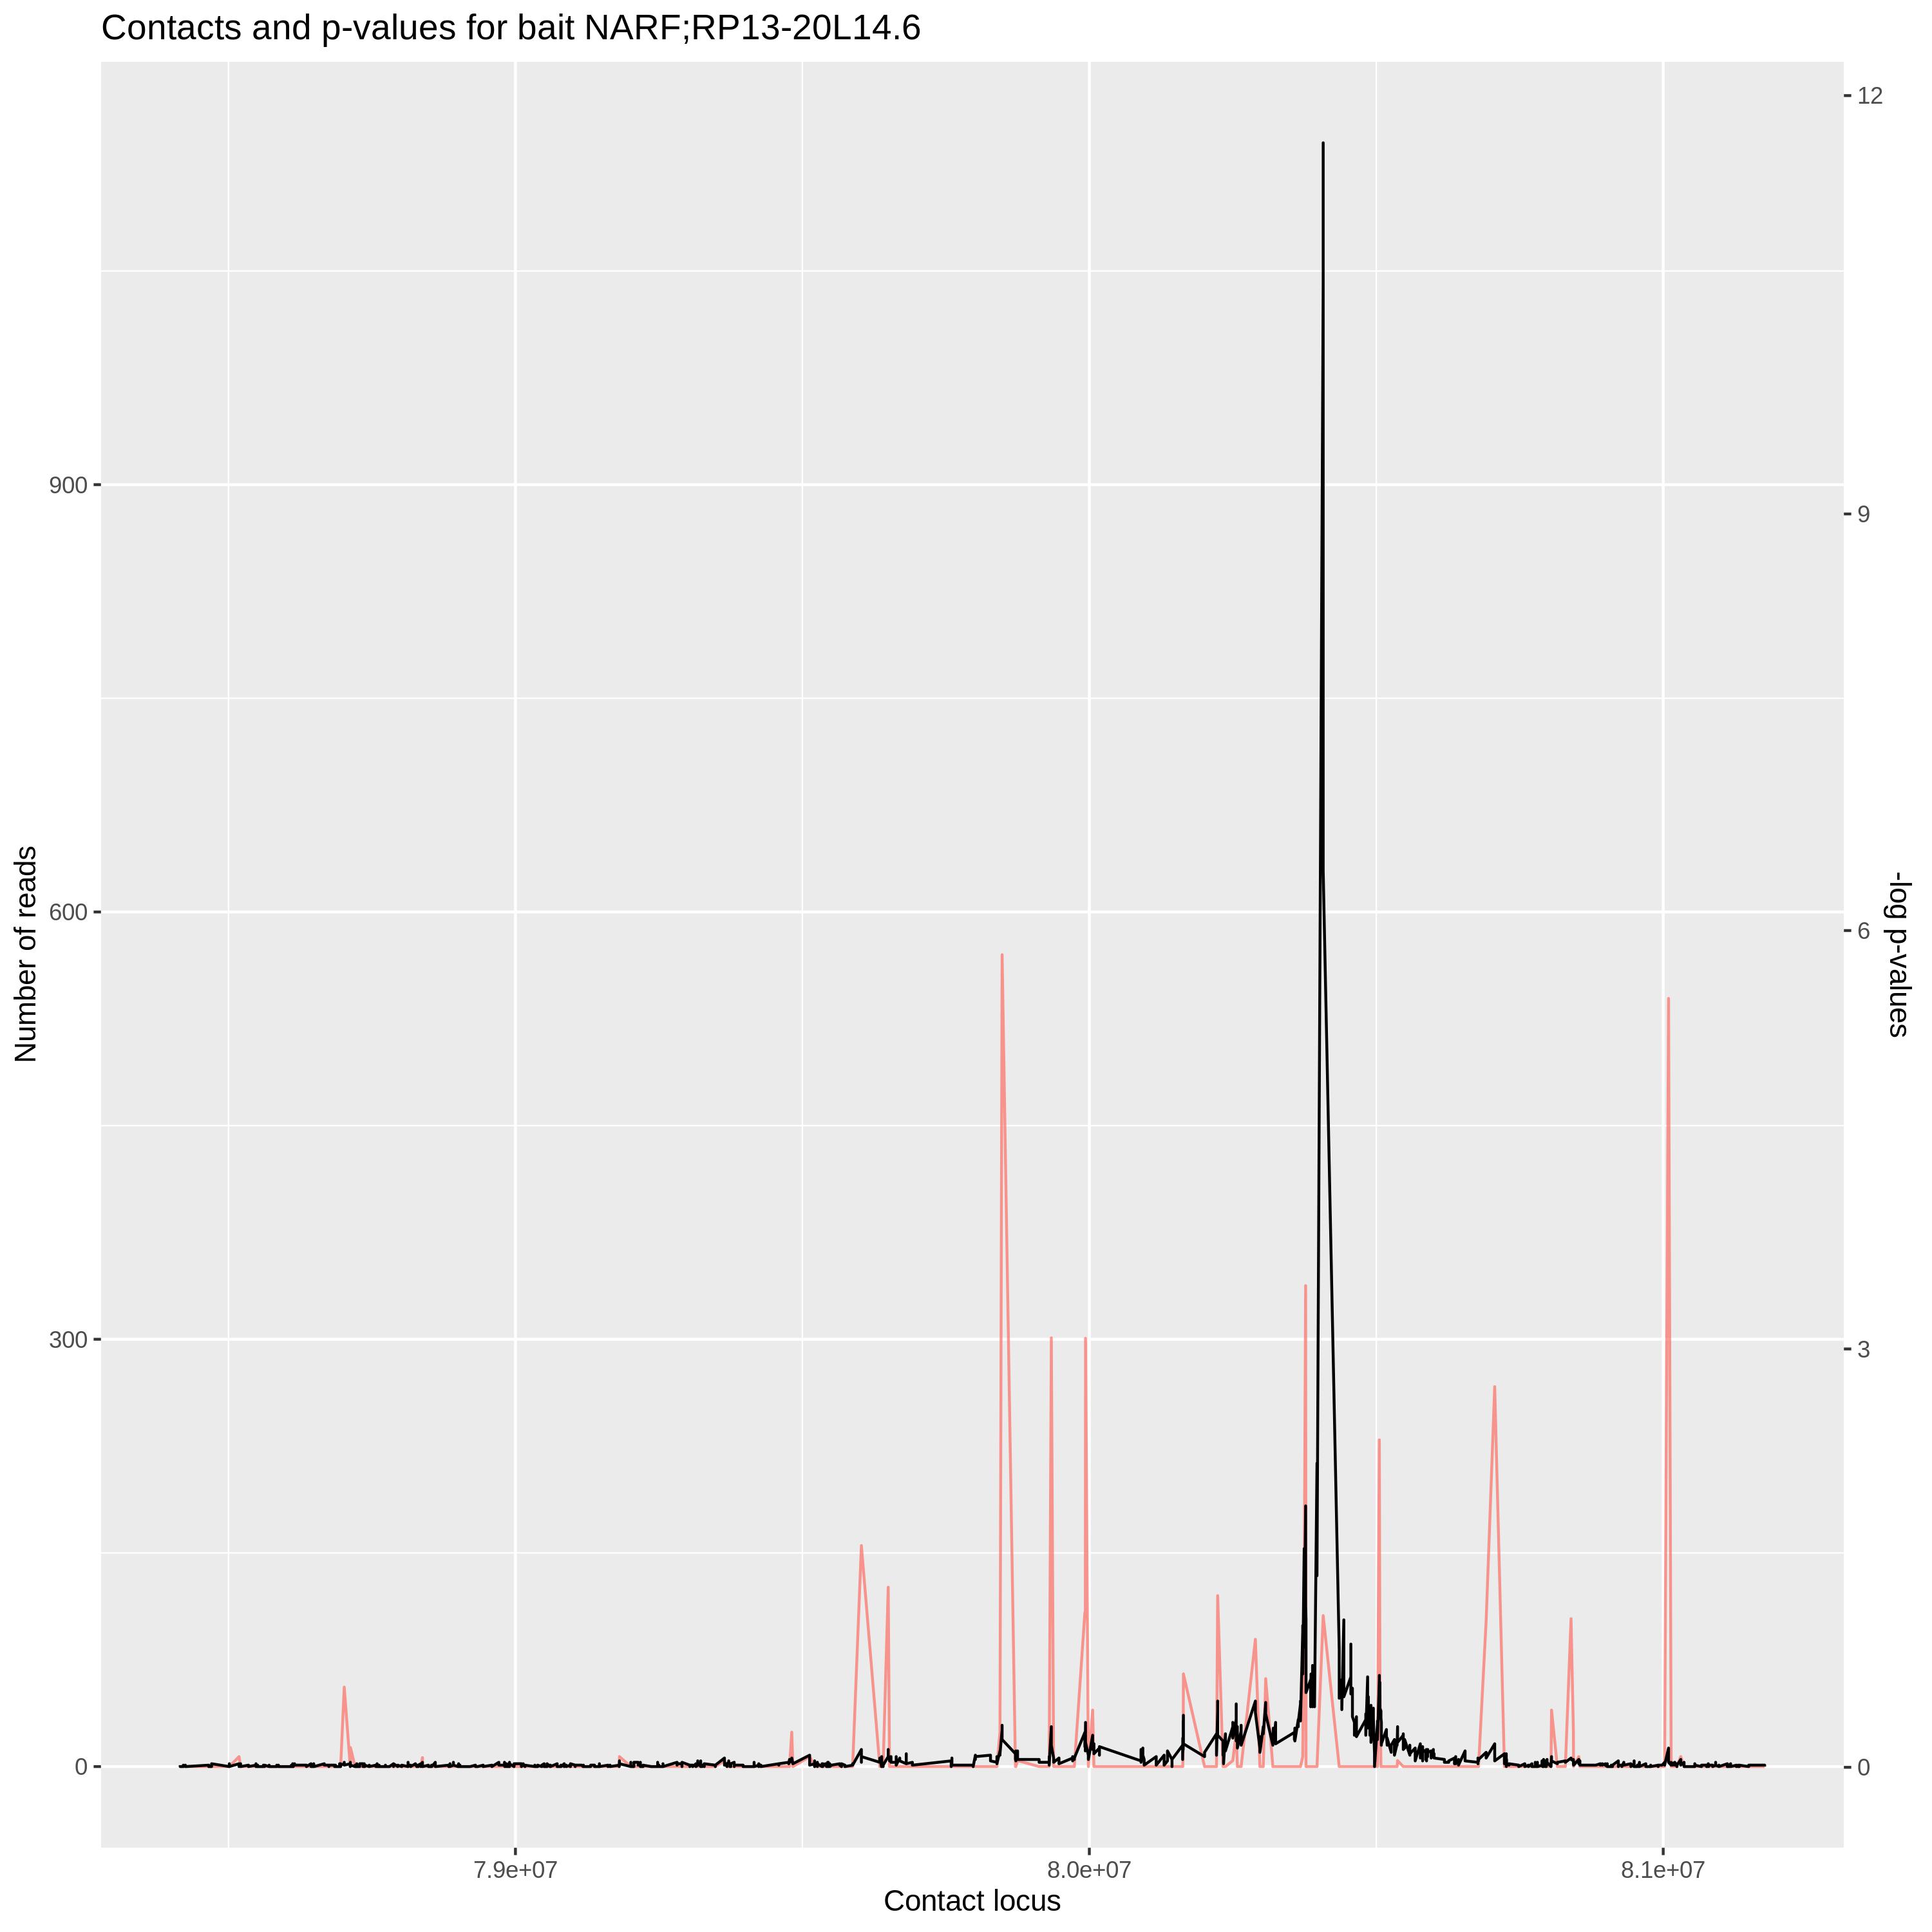 Contacts and p-values for bait NARF;RP13-20L14.6
12
900
9
600
6
Number of reads
-log p-values
300
3
0
0
7.9e+07
8.0e+07
8.1e+07
Contact locus